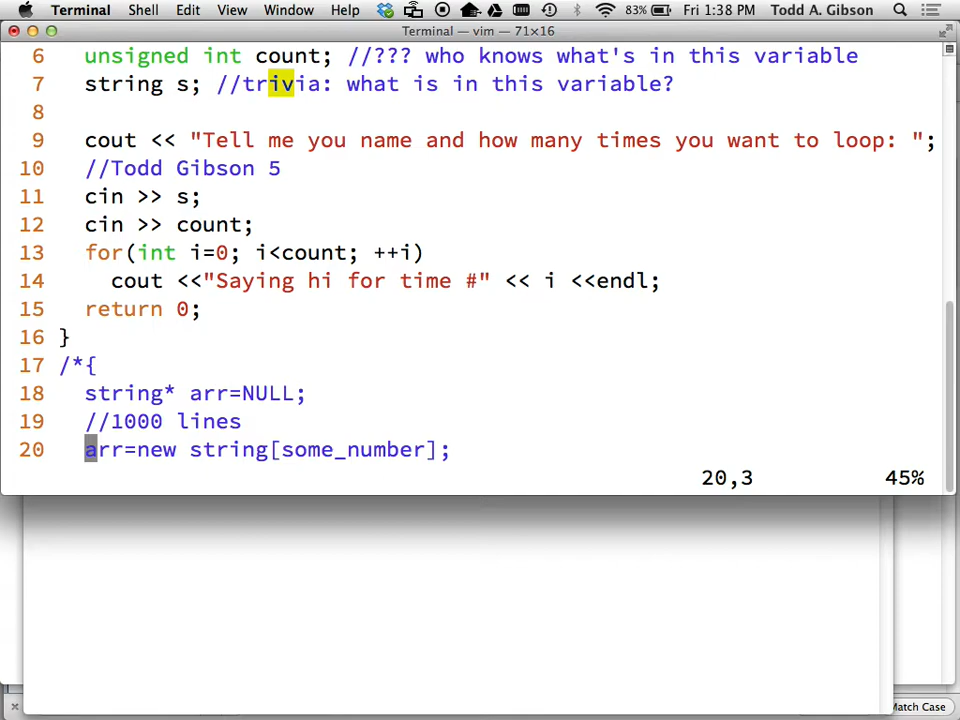 Terminal Shell Edit View Window Help 83% Fri 1:38 PM Todd A. Gibson
Terminal — vim — 71×16
6 unsigned int count; //??? who knows what's in this variable
7 string s; //trivia: what is in this variable?
8
9 cout << "Tell me you name and how many times you want to loop: ";
10 //Todd Gibson 5
11 cin >> s;
12 cin >> count;
13 for(int i=0; i<count; ++i)
14 cout <<"Saying hi for time #" << i <<endl;
15 return 0;
16 }
17 /*{
18 string* arr=NULL;
19 //1000 lines
20 arr=new string[some_number];
20,3 45%
Match Case